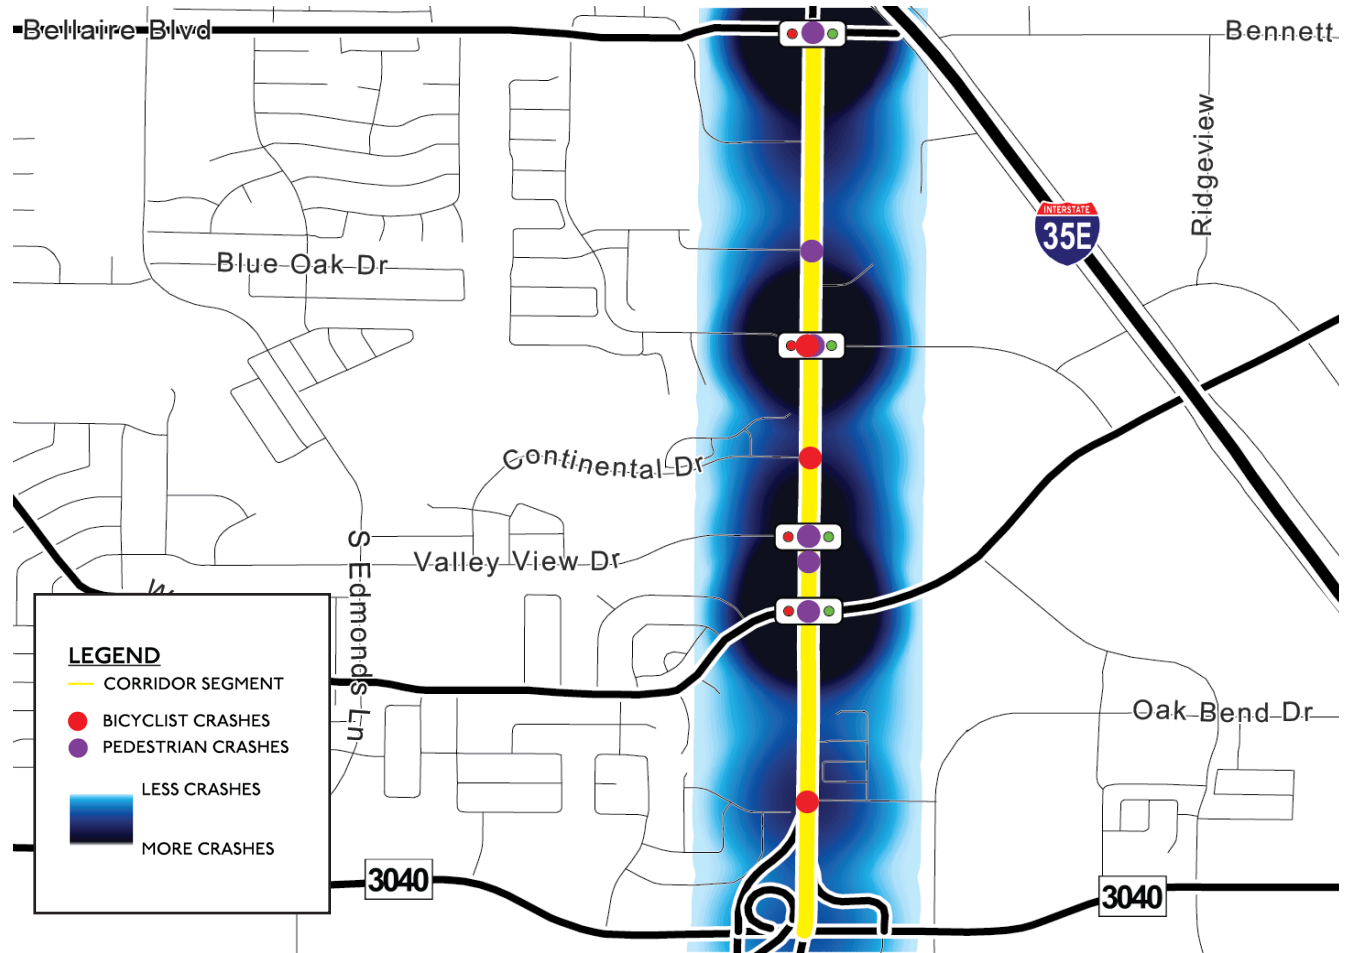 Bellaire Blvd
Bennett
Ridgeview
INTERSTATE
35E
Blue Oak Dr
Continental Dr
Valley View Dr
S Edmonds Ln
W
LEGEND
CORRIDOR SEGMENT
BICYCLIST CRASHES
PEDESTRIAN CRASHES
LESS CRASHES
MORE CRASHES
Oak Bend Dr
3040
3040